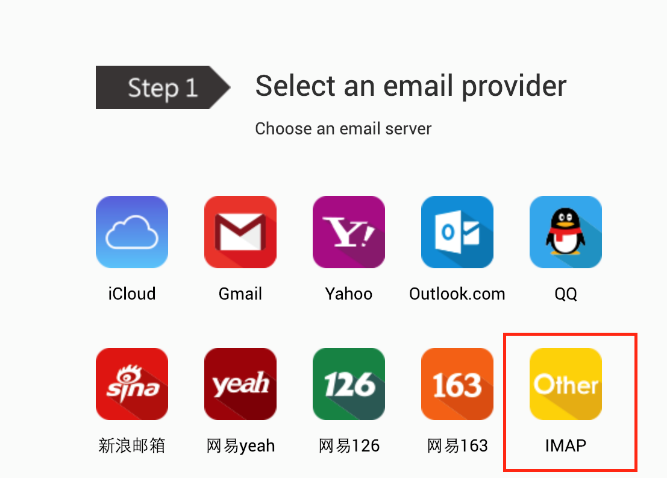 Step 1
Select an email provider
Choose an email server
Y!
iCloud
Gmail
Yahoo
Outlook.com
QQ
sina
yeah
126
163
Other
新浪邮箱
网易yeah
网易126
网易163
IMAP